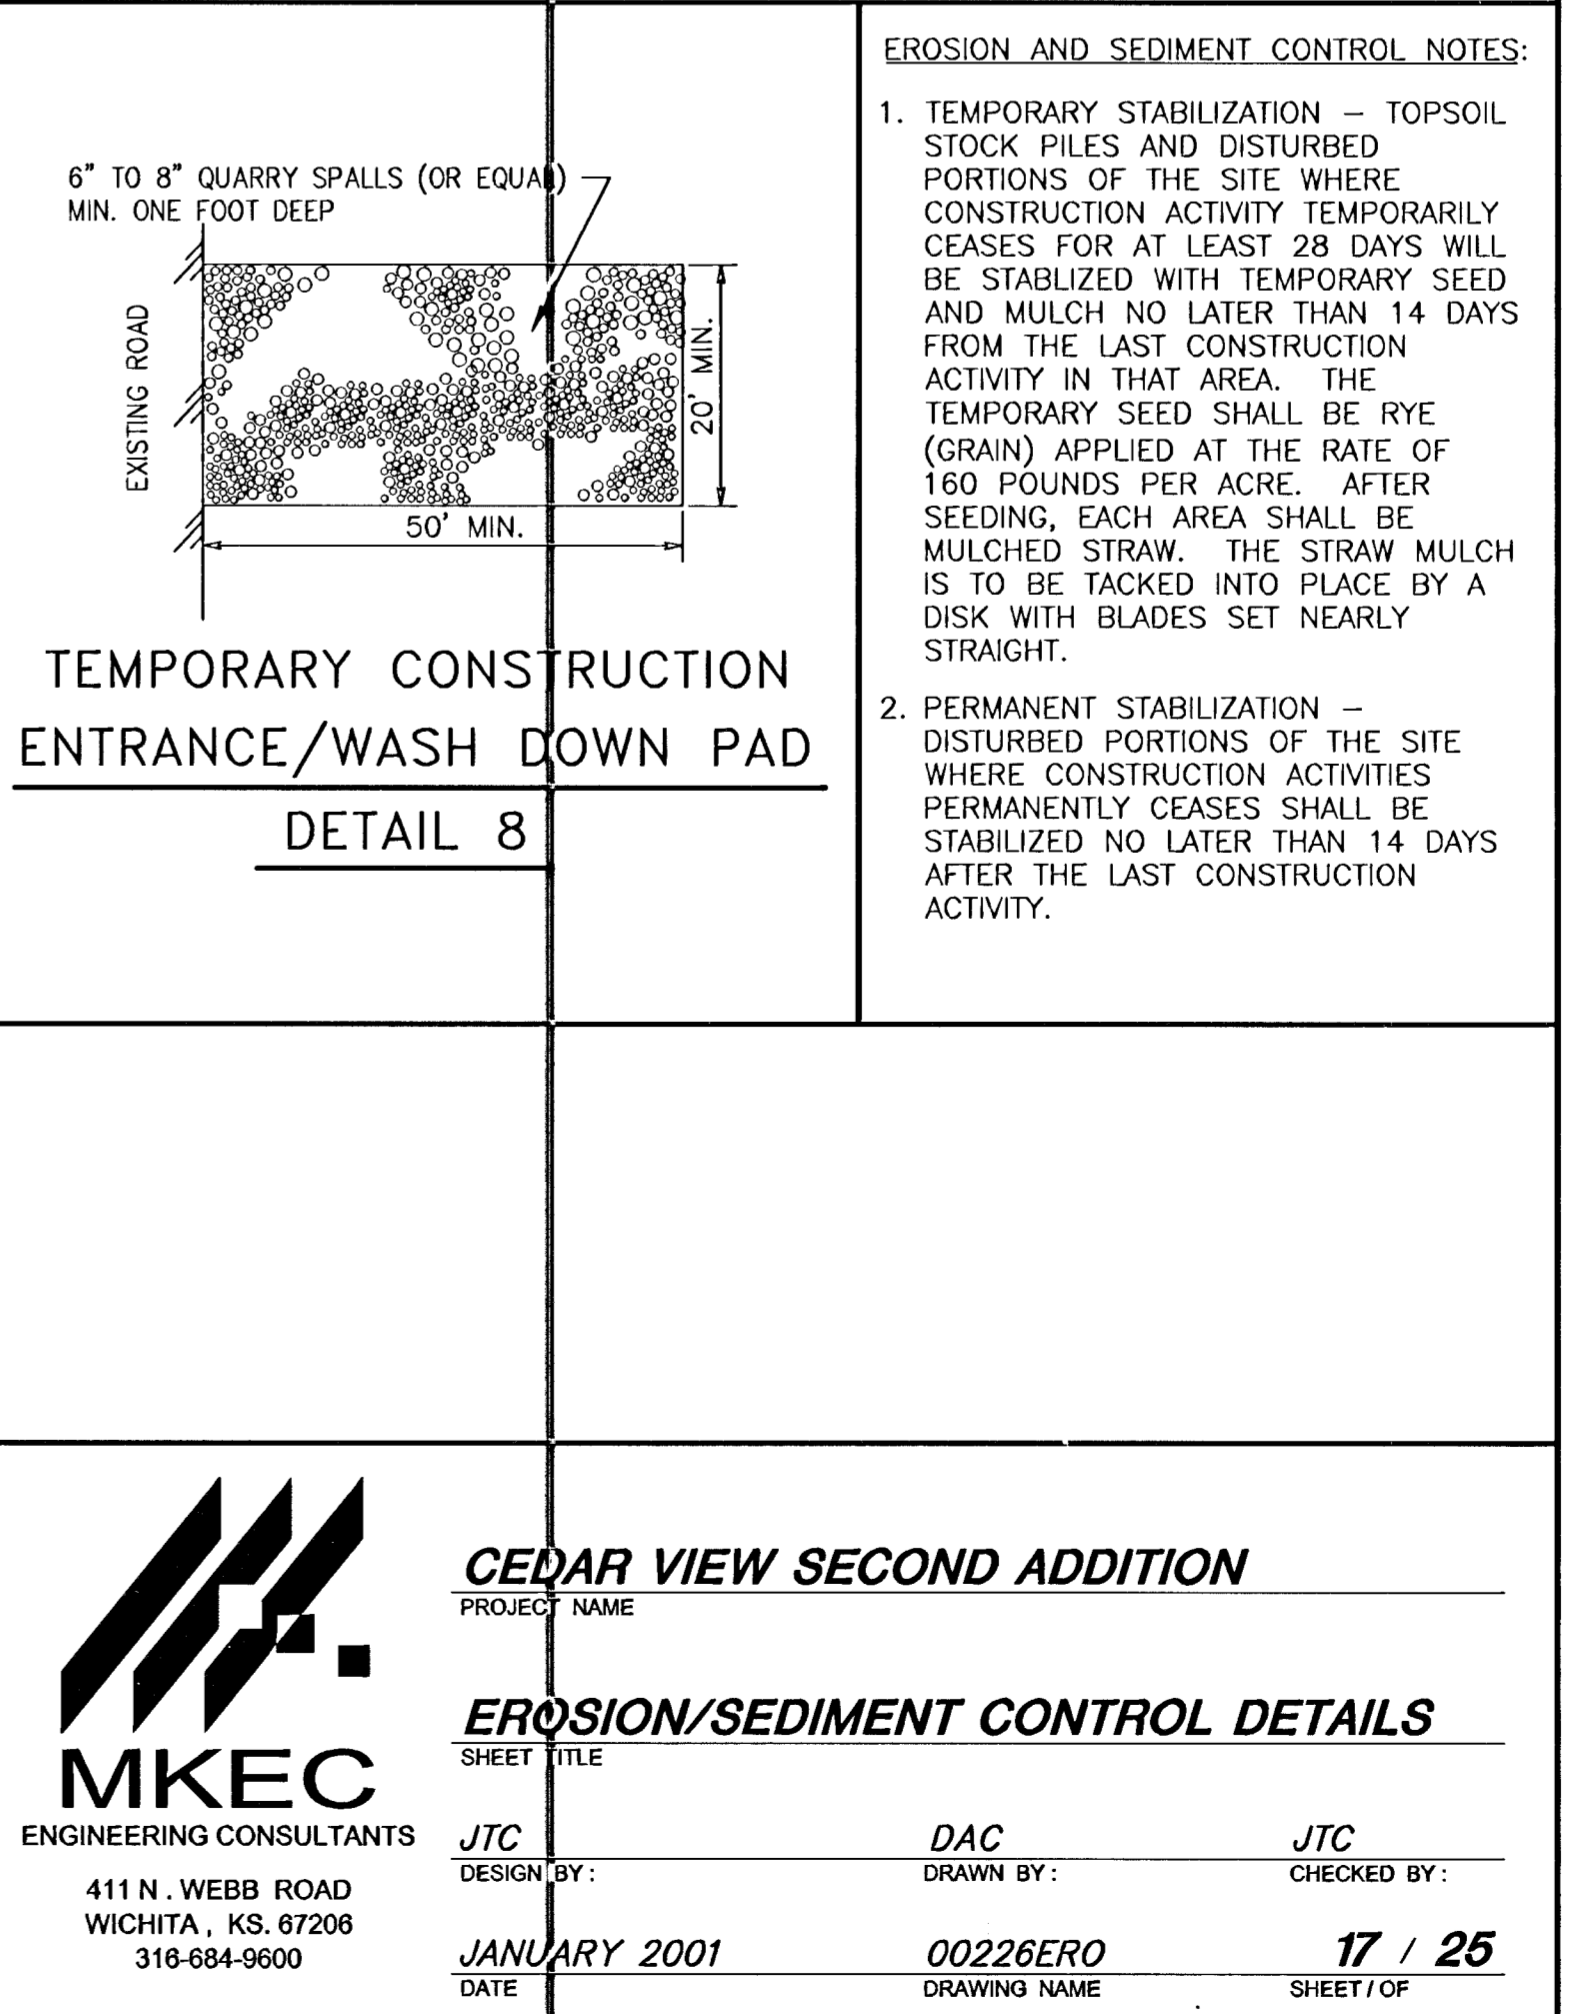 6" TO 8" QUARRY SPALLS (OR EQUAL)
MIN. ONE FOOT DEEP
EXISTING ROAD
20' MIN.
50' MIN.
TEMPORARY CONSTRUCTION
ENTRANCE/WASH DOWN PAD
DETAIL 8
EROSION AND SEDIMENT CONTROL NOTES:
1. TEMPORARY STABILIZATION – TOPSOIL
STOCK PILES AND DISTURBED
PORTIONS OF THE SITE WHERE
CONSTRUCTION ACTIVITY TEMPORARILY
CEASES FOR AT LEAST 28 DAYS WILL
BE STABLIZED WITH TEMPORARY SEED
AND MULCH NO LATER THAN 14 DAYS
FROM THE LAST CONSTRUCTION
ACTIVITY IN THAT AREA. THE
TEMPORARY SEED SHALL BE RYE
(GRAIN) APPLIED AT THE RATE OF
160 POUNDS PER ACRE. AFTER
SEEDING, EACH AREA SHALL BE
MULCHED STRAW. THE STRAW MULCH
IS TO BE TACKED INTO PLACE BY A
DISK WITH BLADES SET NEARLY
STRAIGHT.
2. PERMANENT STABILIZATION –
DISTURBED PORTIONS OF THE SITE
WHERE CONSTRUCTION ACTIVITIES
PERMANENTLY CEASES SHALL BE
STABILIZED NO LATER THAN 14 DAYS
AFTER THE LAST CONSTRUCTION
ACTIVITY.
MKEC
ENGINEERING CONSULTANTS
411 N. WEBB ROAD
WICHITA, KS. 67206
316-684-9600
CEDAR VIEW SECOND ADDITION
PROJECT NAME
EROSION/SEDIMENT CONTROL DETAILS
SHEET TITLE
JTC DAC JTC
DESIGN BY: DRAWN BY: CHECKED BY:
JANUARY 2001 00226ERO 17 / 25
DATE DRAWING NAME SHEET / OF